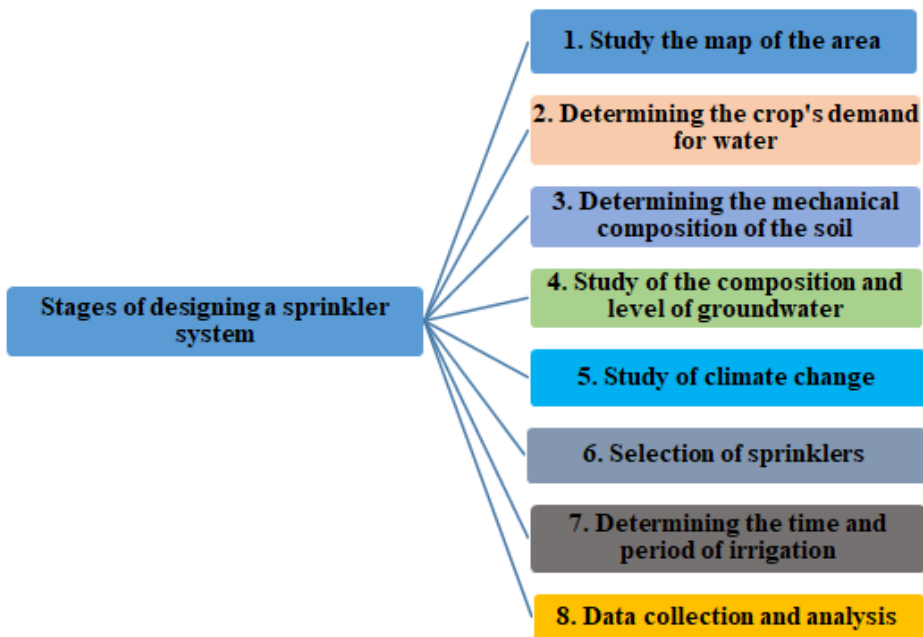 Stages of designing a sprinkler
system
1. Study the map of the area
2. Determining the crop's demand
for water
3. Determining the mechanical
composition of the soil
4. Study of the composition and
level of groundwater
5. Study of climate change
6. Selection of sprinklers
7. Determining the time and
period of irrigation
8. Data collection and analysis